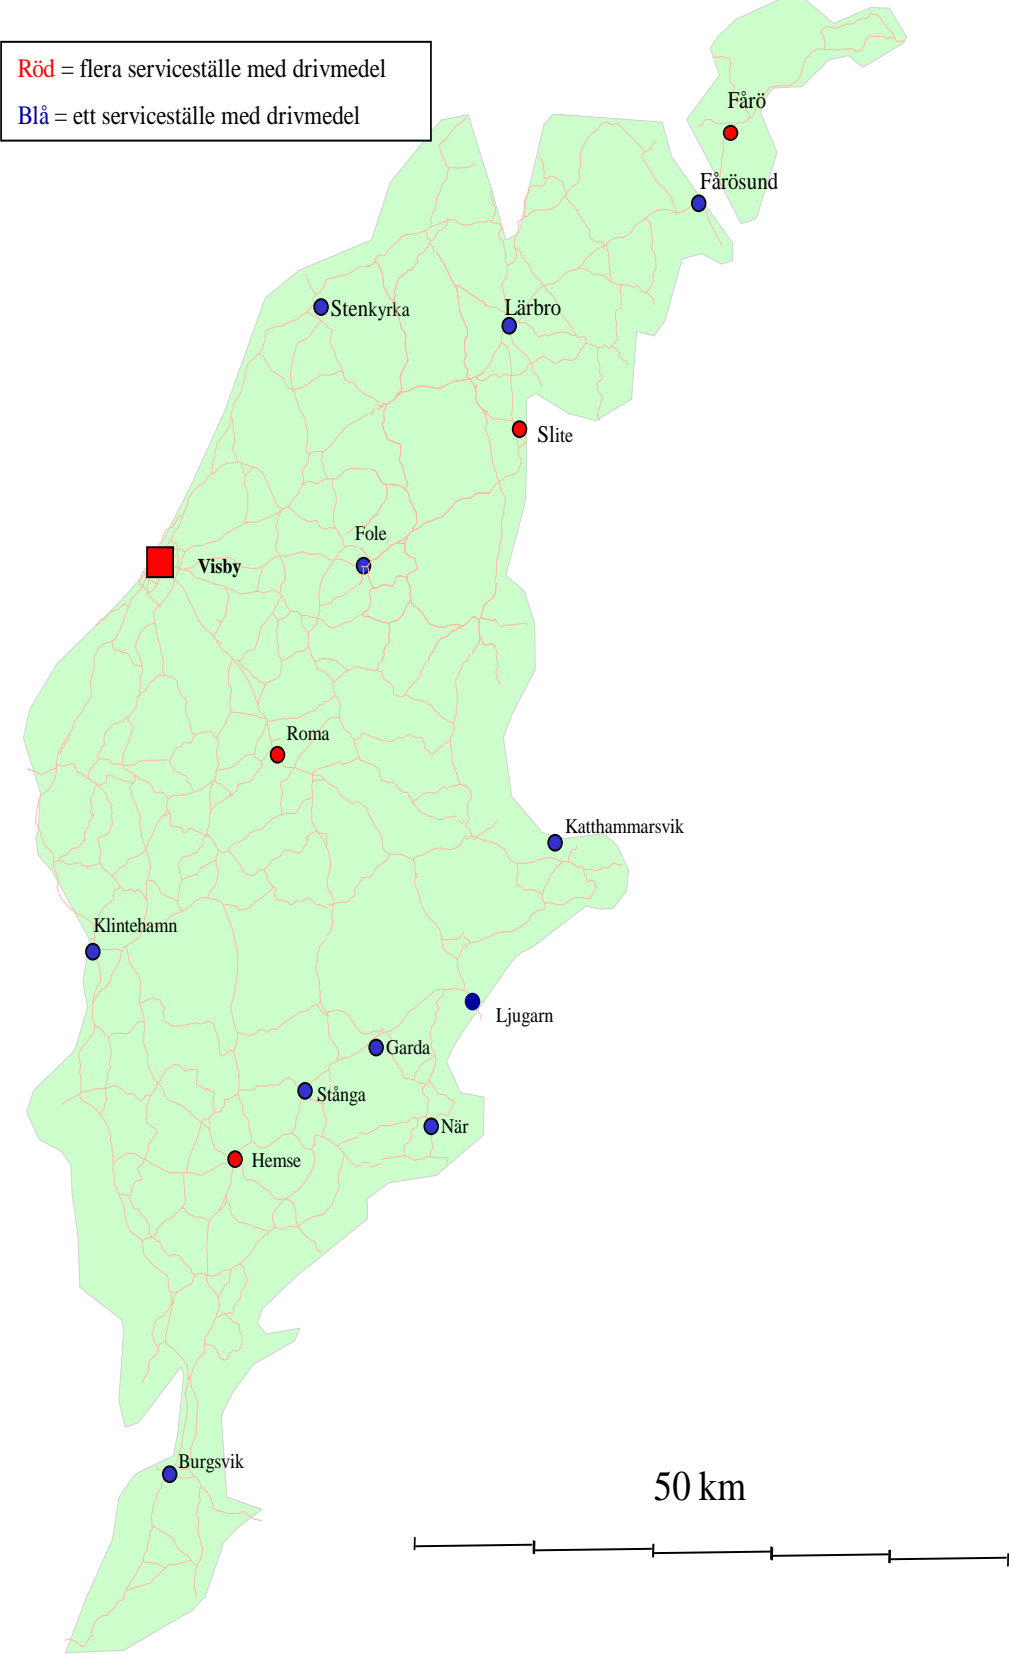 Röd = flera serviceställe med drivmedel
Blå = ett serviceställe med drivmedel
Fårö
Fårösund
Stenkyrka
Lärbro
Slite
Fole
Visby
Roma
Katthammarsvik
Klintehamn
Ljugarn
Garda
Stånga
När
Hemse
Burgsvik
50 km